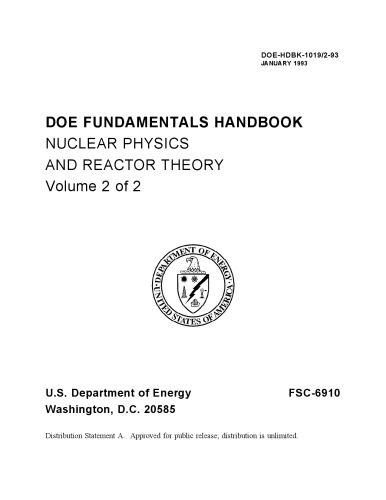 DOE-HDBK-1019/2-93
JANUARY 1993
DOE FUNDAMENTALS HANDBOOK
NUCLEAR PHYSICS
AND REACTOR THEORY
Volume 2 of 2
DEPARTMENT OF ENERGY
UNITED STATES OF AMERICA
U.S. Department of Energy FSC-6910
Washington, D.C. 20585
Distribution Statement A. Approved for public release; distribution is unlimited.